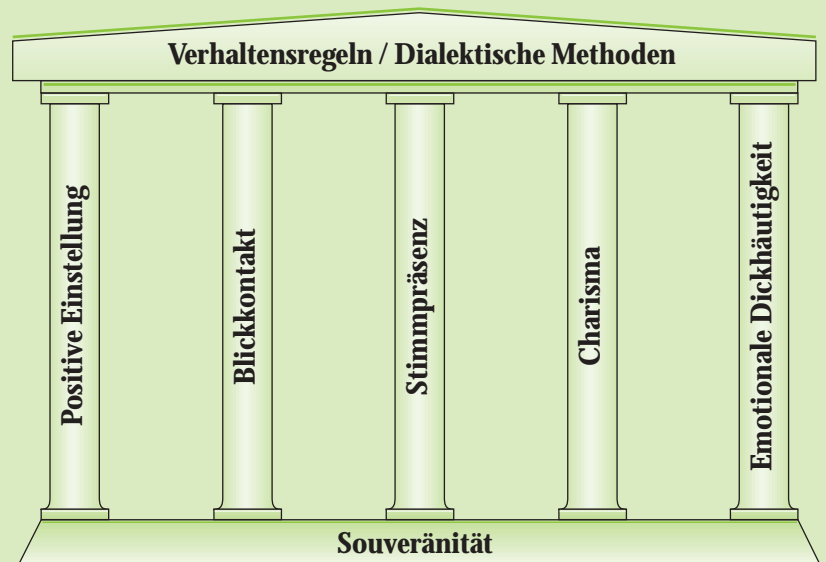 Verhaltensregeln / Dialektische Methoden
Positive Einstellung
Blickkontakt
Stimmpräsenz
Charisma
Emotionale Dickhäutigkeit
Souveränität